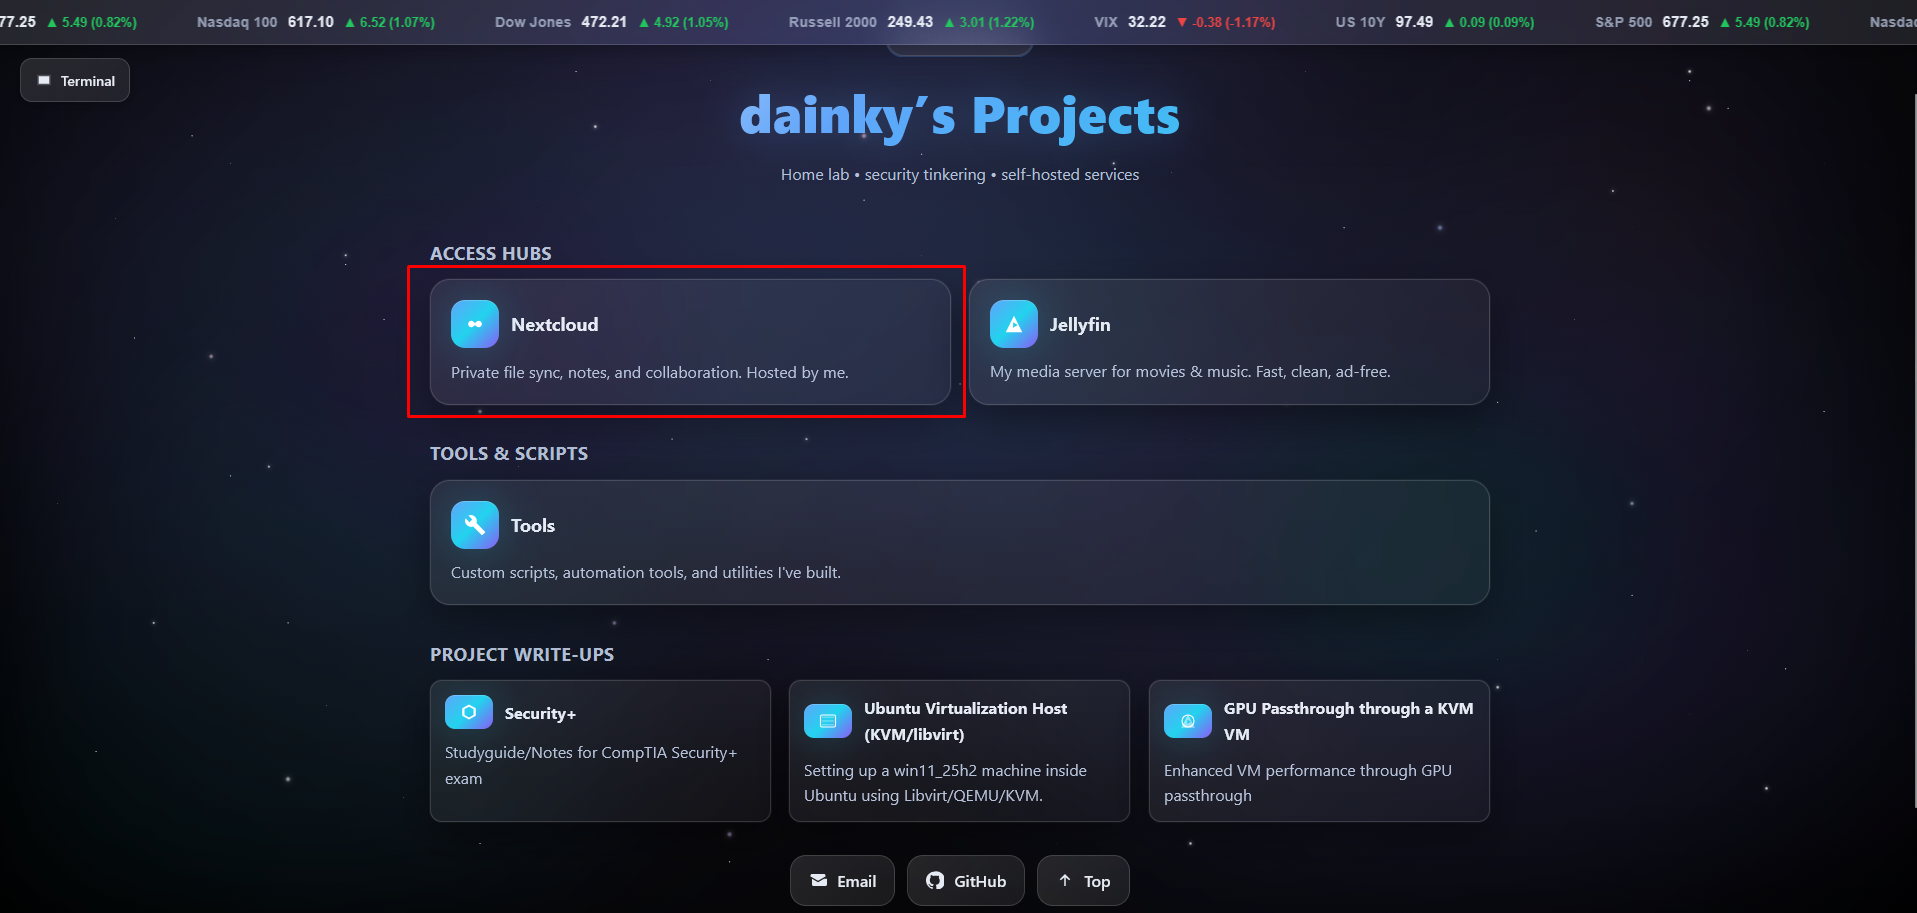 77.25 ▲ 5.49 (0.82%) Nasdaq 100 617.10 ▲ 6.52 (1.07%) Dow Jones 472.21 ▲ 4.92 (1.05%) Russell 2000 249.43 ▲ 3.01 (1.22%) VIX 32.22 ▼ -0.38 (-1.17%) US 10Y 97.49 ▲ 0.09 (0.09%) S&P 500 677.25 ▲ 5.49 (0.82%) Nasdaq
Terminal
dainky's Projects
Home lab • security tinkering • self-hosted services
ACCESS HUBS
Nextcloud
Private file sync, notes, and collaboration. Hosted by me.
Jellyfin
My media server for movies & music. Fast, clean, ad-free.
TOOLS & SCRIPTS
Tools
Custom scripts, automation tools, and utilities I've built.
PROJECT WRITE-UPS
Security+
Studyguide/Notes for CompTIA Security+
exam
Ubuntu Virtualization Host
(KVM/libvirt)
Setting up a win11_25h2 machine inside
Ubuntu using Libvirt/QEMU/KVM.
GPU Passthrough through a KVM
VM
Enhanced VM performance through GPU
passthrough
Email
GitHub
↑ Top